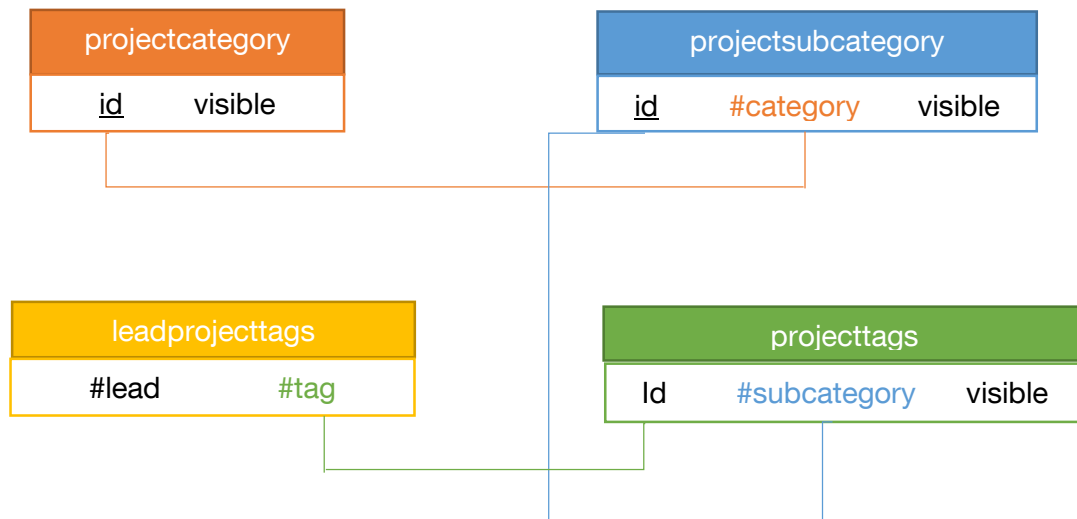 projectcategory
projectsubcategory
id visible
id #category visible
leadprojecttags
projecttags
#lead #tag
Id #subcategory visible